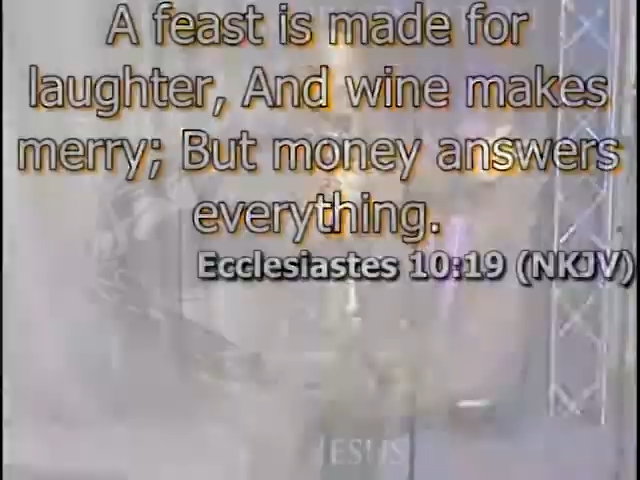 A feast is made for
laughter, And wine makes
merry; But money answers
everything.
Ecclesiastes 10:19 (NKJV)
JESUS